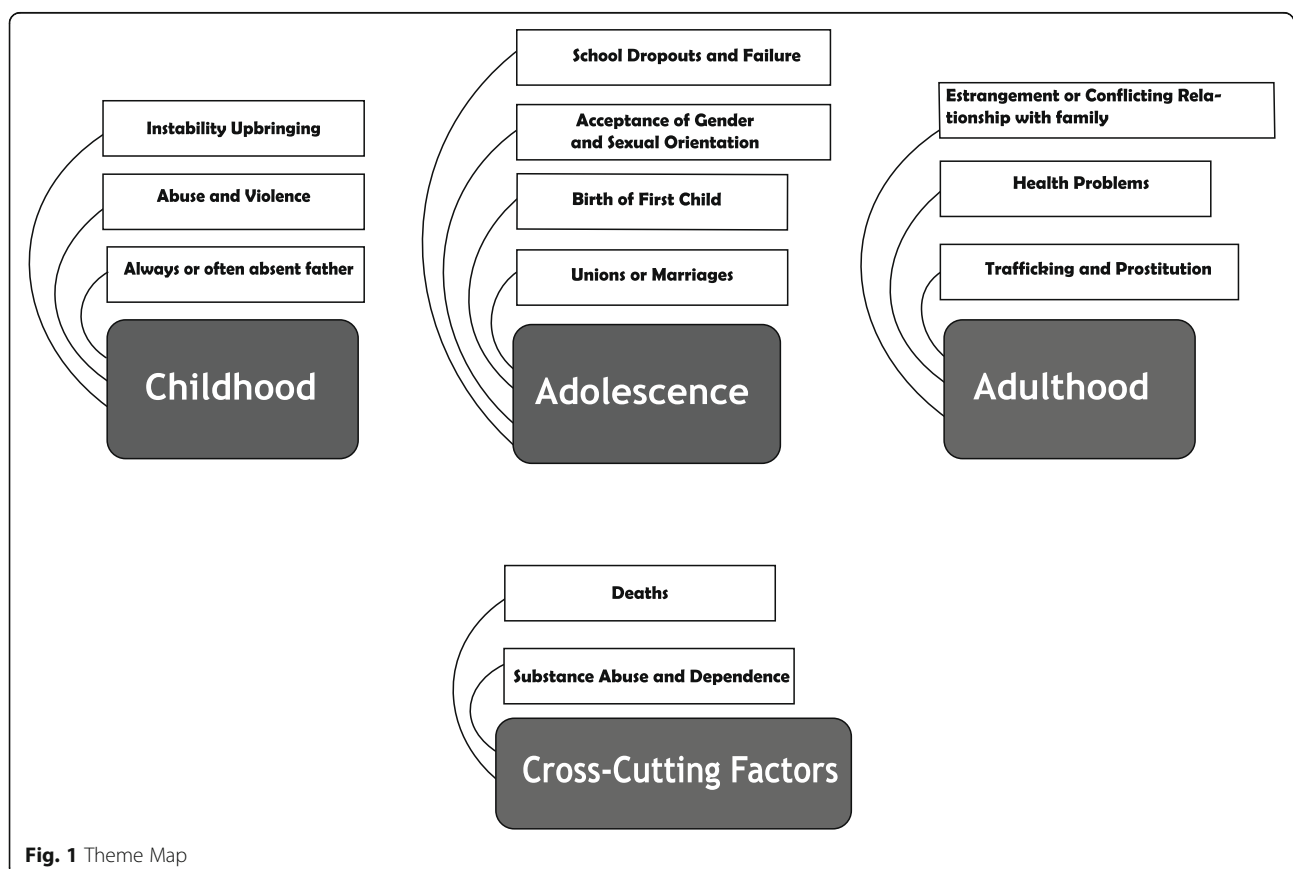 Instability Upbringing
Abuse and Violence
Always or often absent father
Childhood
School Dropouts and Failure
Acceptance of Gender
and Sexual Orientation
Birth of First Child
Unions or Marriages
Adolescence
Estrangement or Conflicting Rela-
tionship with family
Health Problems
Trafficking and Prostitution
Adulthood
Deaths
Substance Abuse and Dependence
Cross-Cutting Factors
Fig. 1 Theme Map